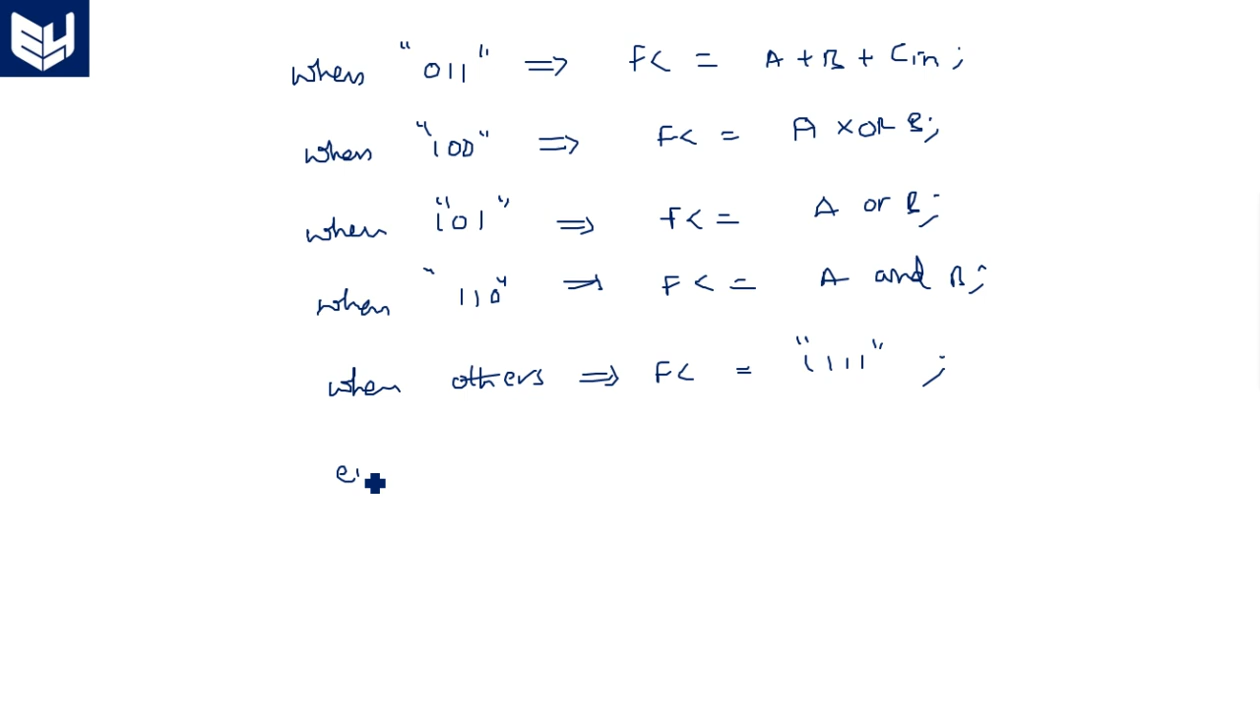 when "011" => F<= A + B + Cin;
when "100" => F<= A xor B;
when "101" => f<= A or B;
when "110" => F<= A and B;
when others => F<= "1111";
e